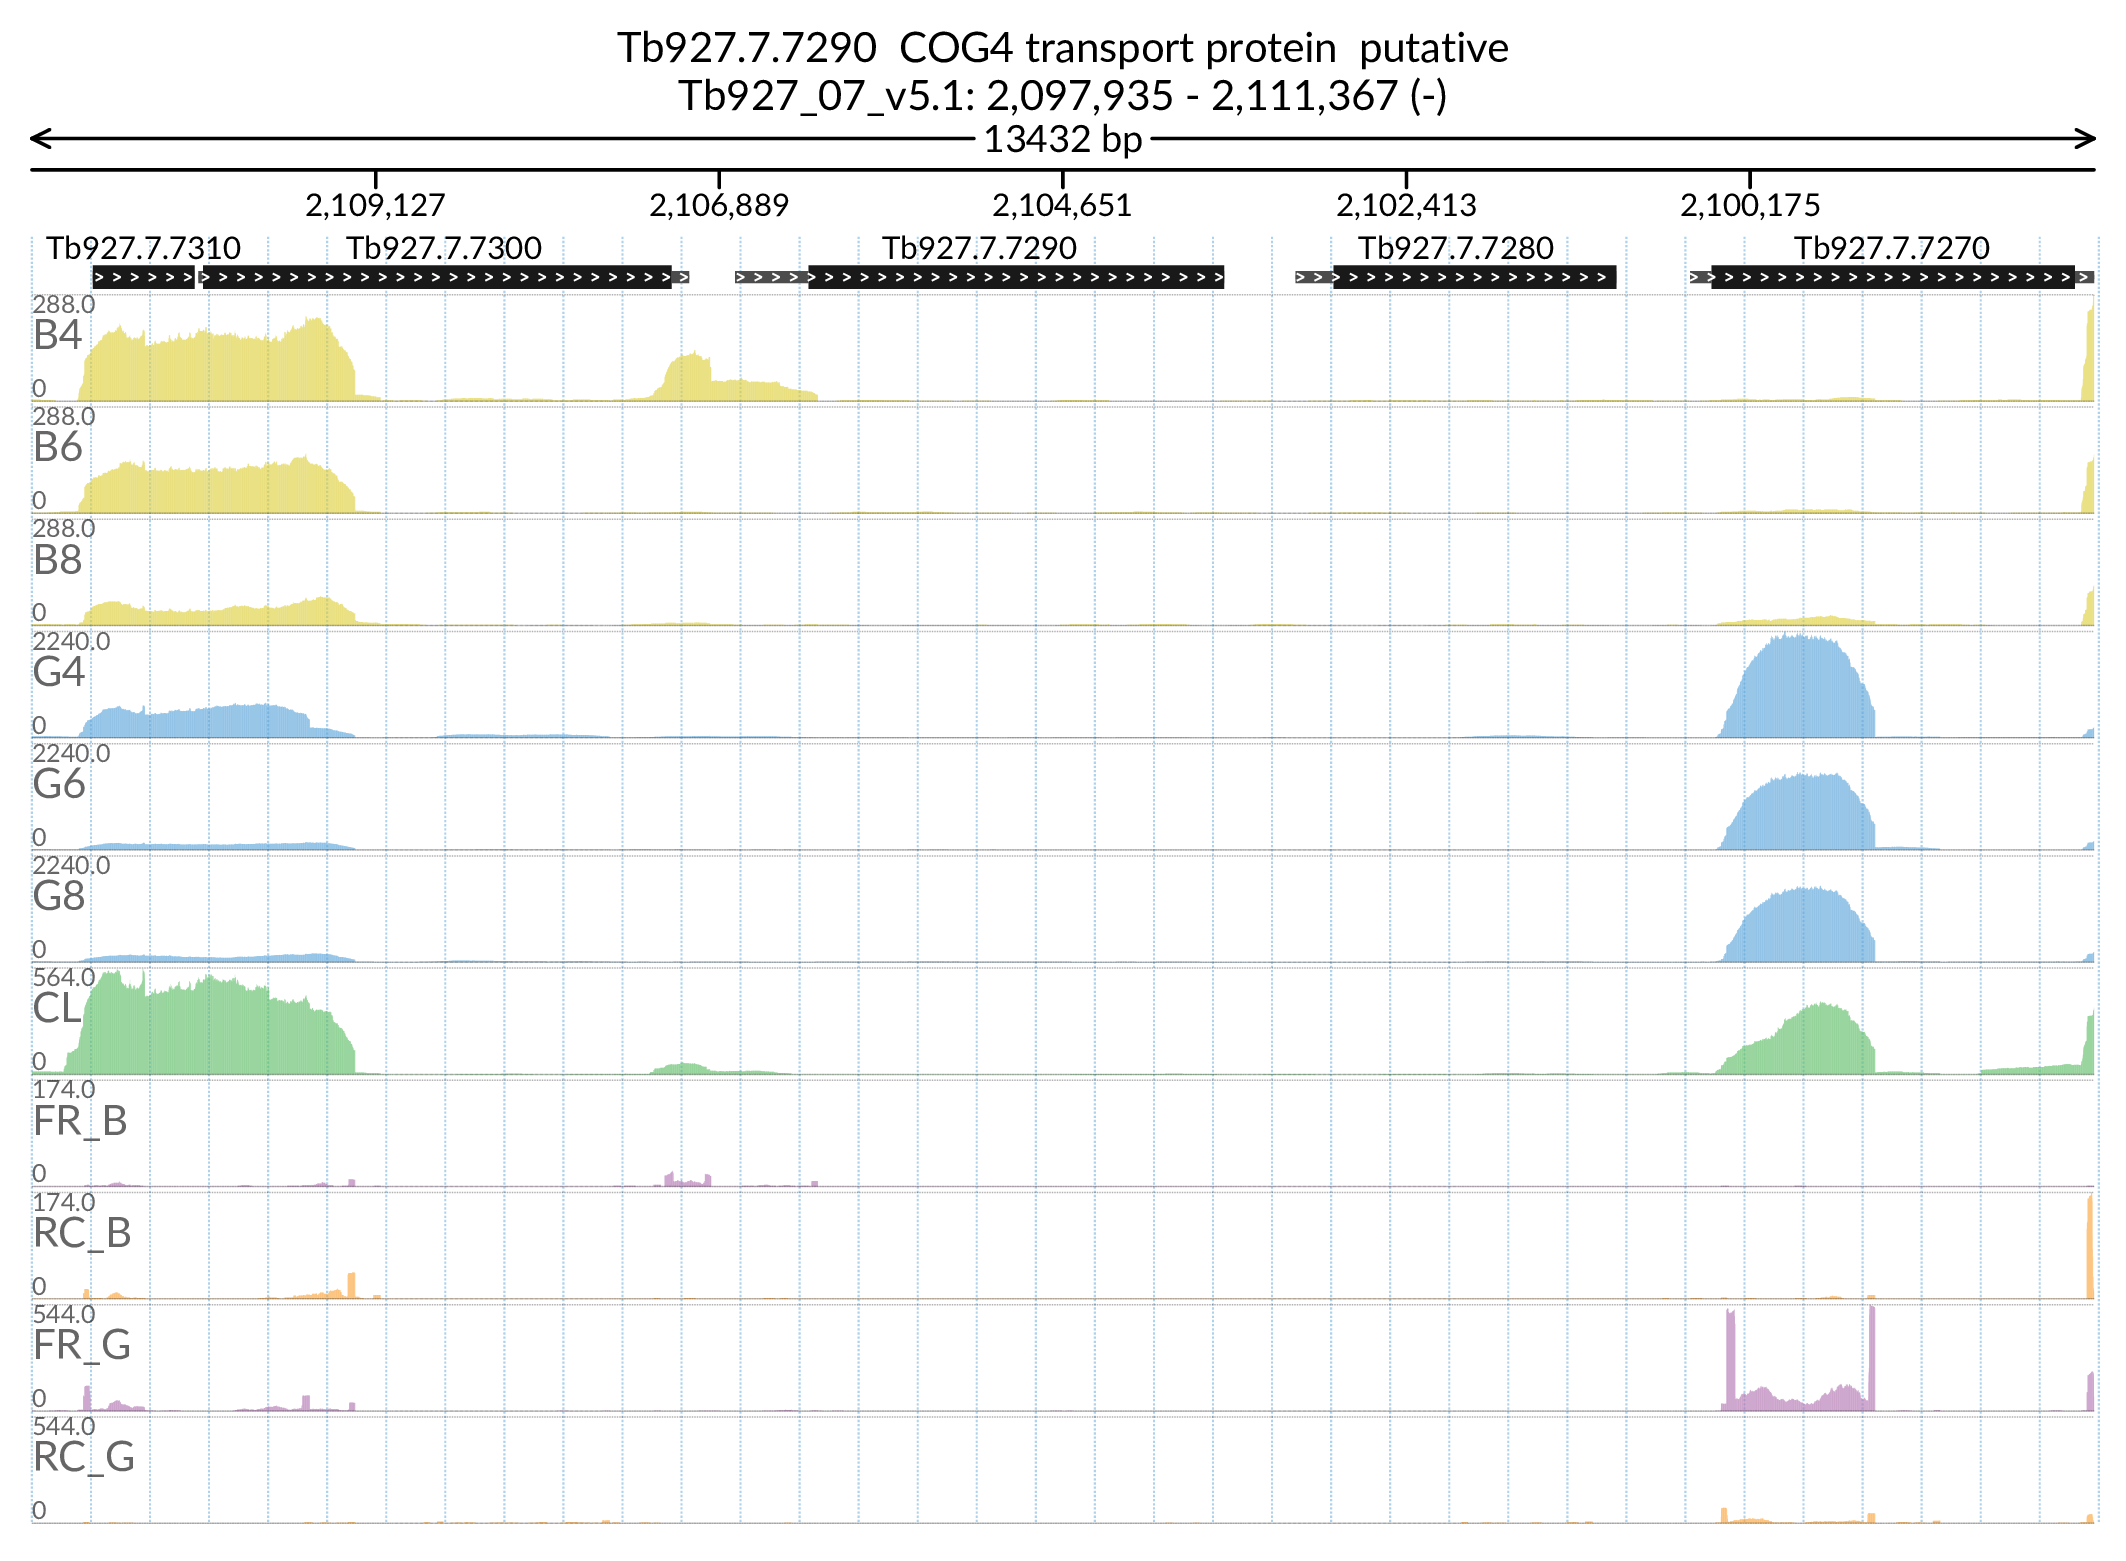 Tb927.7.7290  COG4 transport protein  putative
Tb927_07_v5.1: 2,097,935 - 2,111,367 (-)
13432 bp
2,109,127 2,106,889 2,104,651 2,102,413 2,100,175
Tb927.7.7310 Tb927.7.7300 Tb927.7.7290 Tb927.7.7280 Tb927.7.7270
288.0
B4
0
288.0
B6
0
288.0
B8
0
2240.0
G4
0
2240.0
G6
0
2240.0
G8
0
564.0
CL
0
174.0
FR_B
0
174.0
RC_B
0
544.0
FR_G
0
544.0
RC_G
0